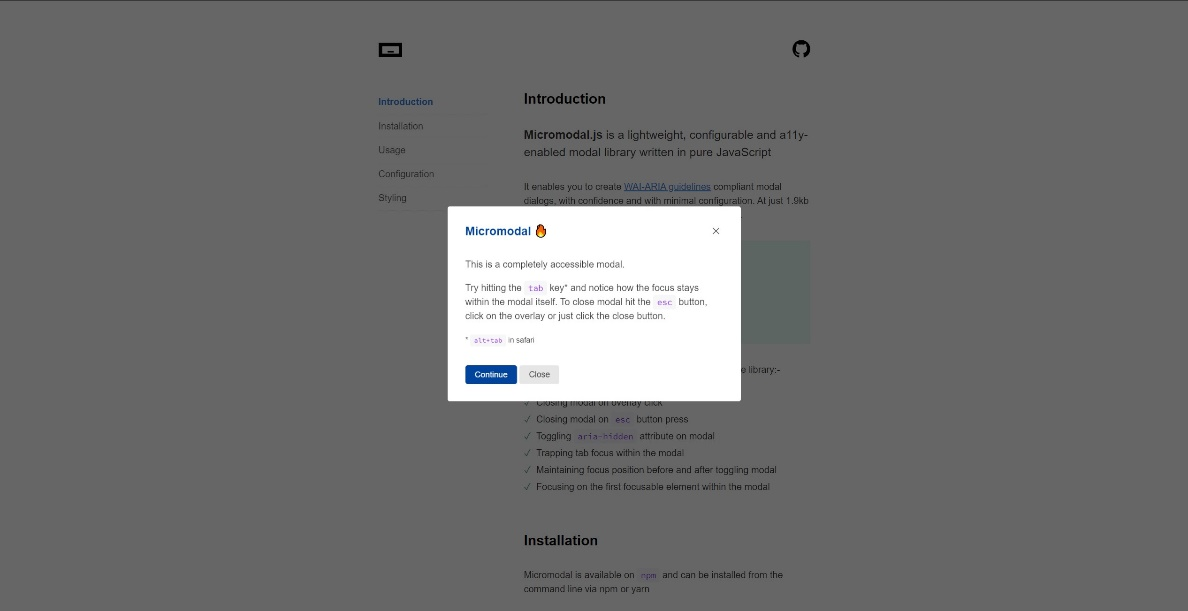 Introduction
Installation
Usage
Configuration
Styling
Introduction
Micromodal.js is a lightweight, configurable and a11y-
enabled modal library written in pure JavaScript
It enables you to create WAI-ARIA guidelines compliant modal
dialogs, with confidence and with minimal configuration. At just 1.9kb
Micromodal 🔥
This is a completely accessible modal.
Try hitting the tab key* and notice how the focus stays
within the modal itself. To close modal hit the esc button,
click on the overlay or just click the close button.
* alt+tab in safari
Continue
Close
e library:-
Closing modal on overlay click
✓ Closing modal on esc button press
✓ Toggling aria-hidden attribute on modal
✓ Trapping tab focus within the modal
✓ Maintaining focus position before and after toggling modal
✓ Focusing on the first focusable element within the modal
Installation
Micromodal is available on npm and can be installed from the
command line via npm or yarn